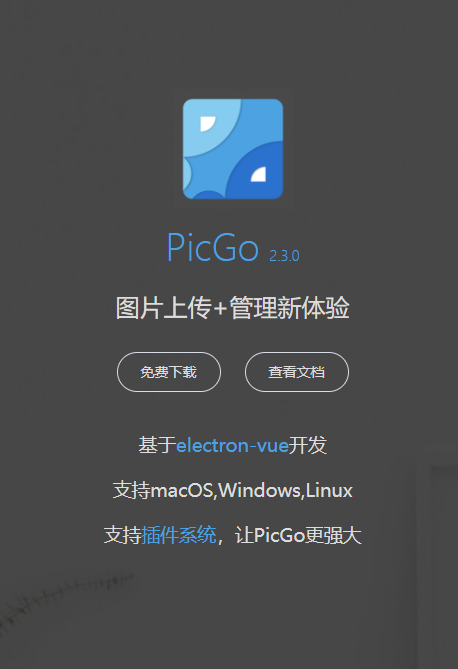 PicGo 2.3.0
图片上传+管理新体验
免费下载 查看文档
基于electron-vue开发
支持macOS,Windows,Linux
支持插件系统，让PicGo更强大